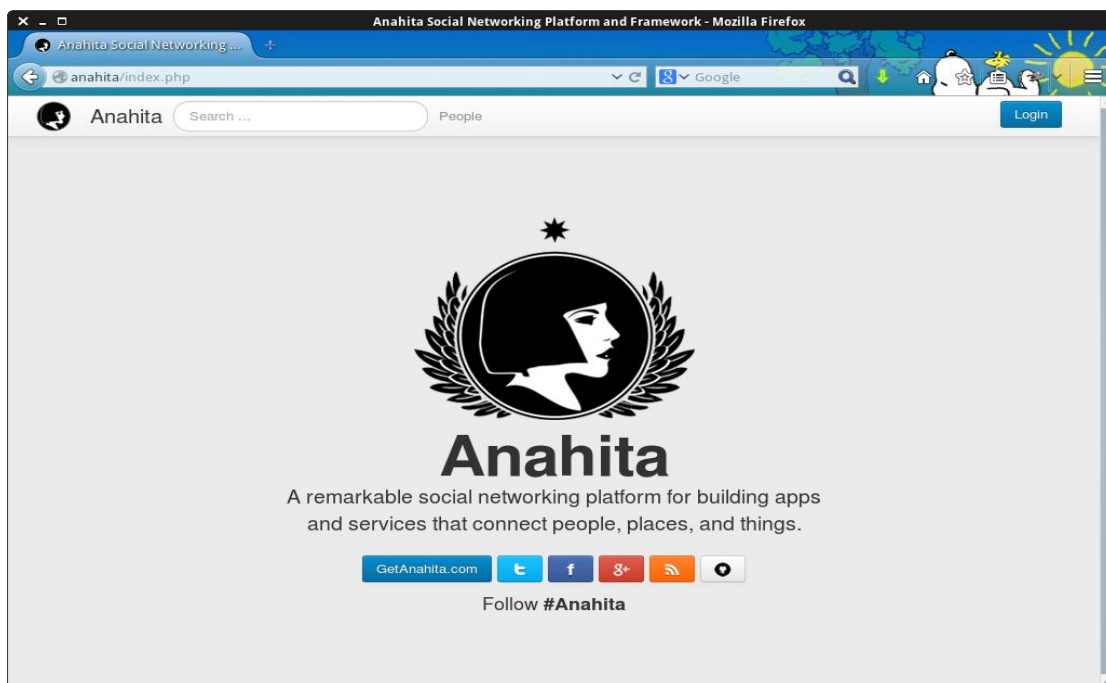 Anahita Social Networking Platform and Framework - Mozilla Firefox
Anahita Social Networking ...
anahita/index.php
8 Google
Anahita
Search ...
People
Login
Anahita
A remarkable social networking platform for building apps
and services that connect people, places, and things.
GetAnahita.com
f
g+
Follow #Anahita